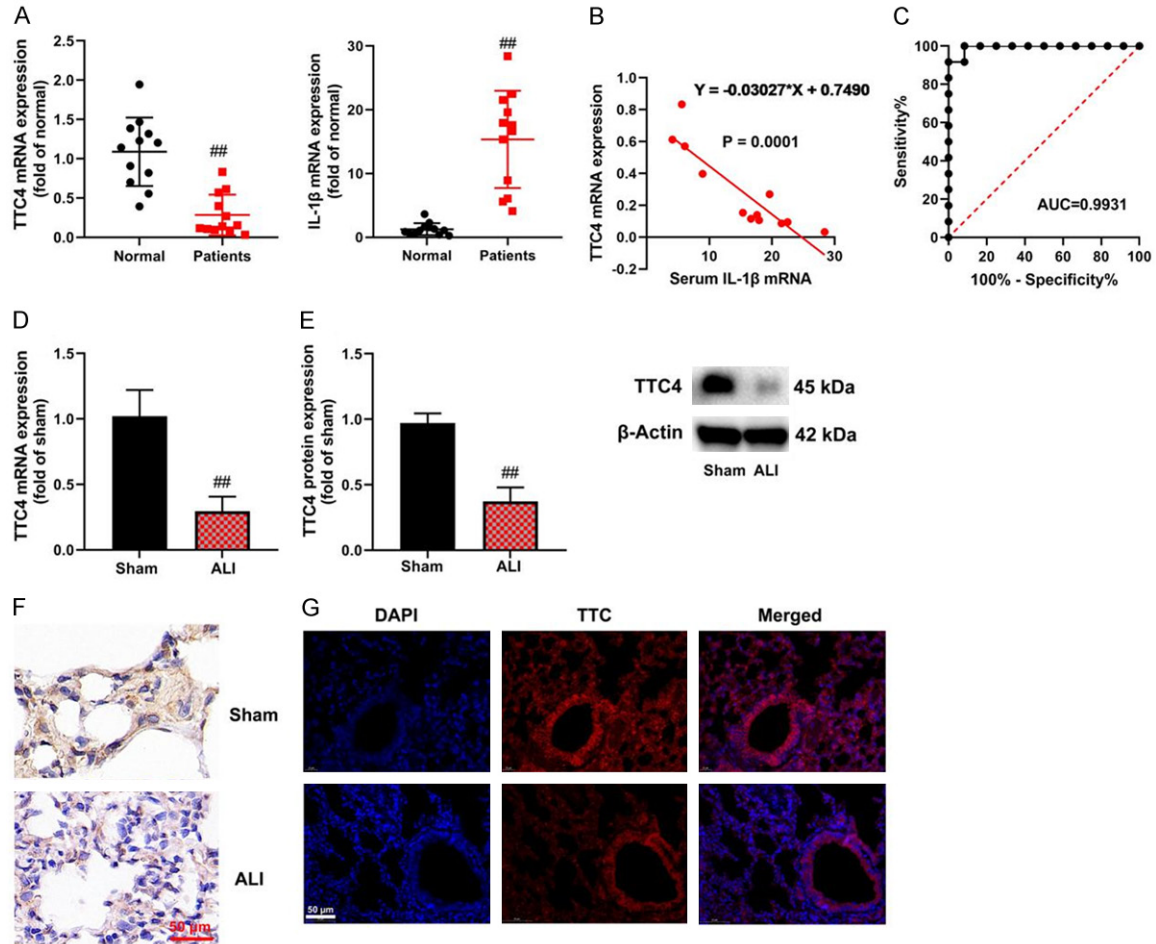 A
TTC4 mRNA expression
(fold of normal)
2.5
2.0
1.5
1.0
0.5
0.0
##
Normal
Patients
IL-1β mRNA expression
(fold of normal)
30
20
10
0
##
Normal
Patients
B
TTC4 mRNA expression
1.0
0.8
0.6
0.4
0.2
0.0
-0.2
Y = -0.03027*X + 0.7490
P = 0.0001
10
20
30
Serum IL-1β mRNA
C
Sensitivity%
100
80
60
40
20
0
AUC=0.9931
0
20
40
60
80
100
100% - Specificity%
D
TTC4 mRNA expression
(fold of sham)
1.5
1.0
0.5
0.0
##
Sham
ALI
E
TTC4 protein expression
(fold of sham)
1.5
1.0
0.5
0.0
##
Sham
ALI
TTC4
45 kDa
β-Actin
42 kDa
Sham
ALI
F
Sham
ALI
50 μm
G
DAPI
TTC
Merged
50 μm